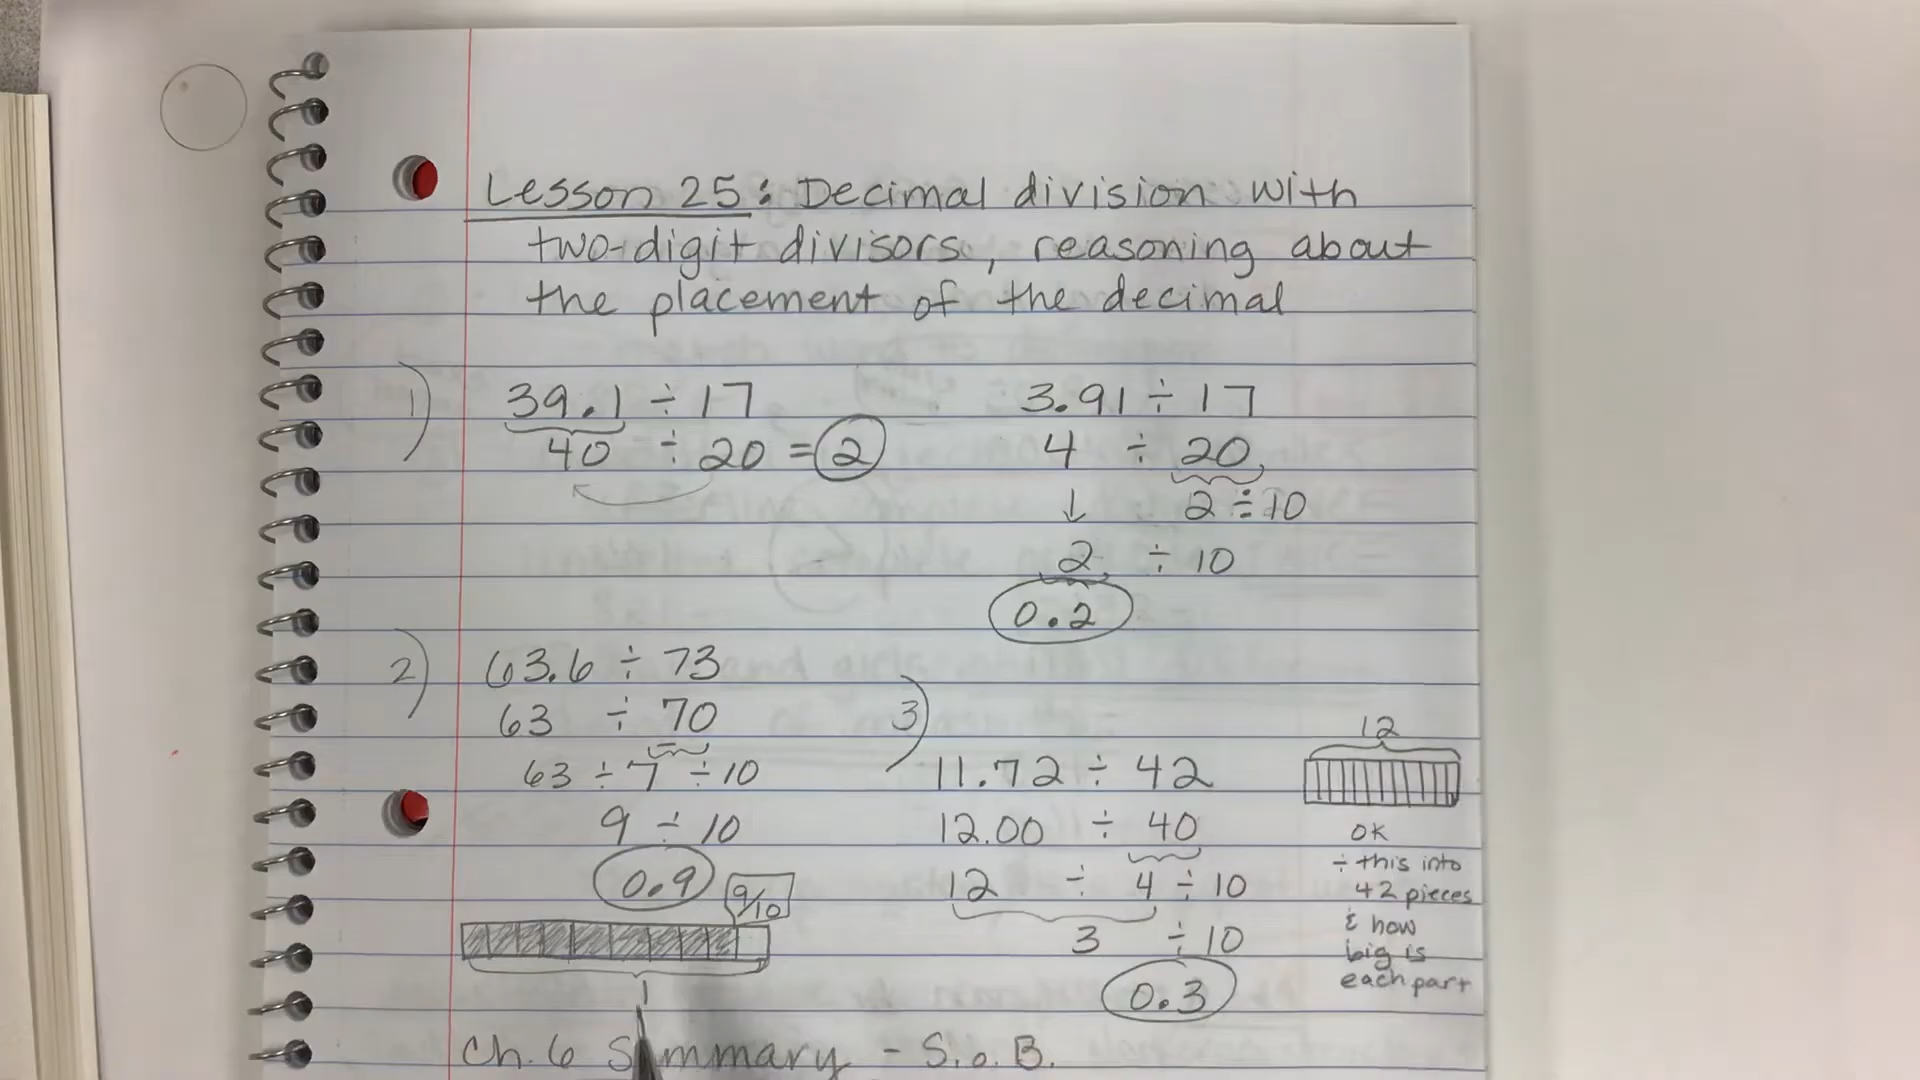 Lesson 25: Decimal division with
two-digit divisors, reasoning about
the placement of the decimal
1) 39.1 ÷ 17
40 ÷ 20 = 2
3.91 ÷ 17
4 ÷ 20
↓ 2 ÷ 10
2 ÷ 10
0.2
2) 63.6 ÷ 73
63 ÷ 70
63 ÷ 7 ÷ 10
9 ÷ 10
0.9
9/10
1
3)
11.72 ÷ 42
12.00 ÷ 40
12 ÷ 4 ÷ 10
3 ÷ 10
0.3
12
OK
÷ this into
42 pieces
& how
big is
each part
Ch. 6 Summary - S.o.B.